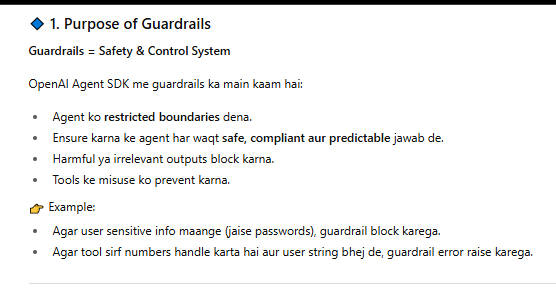 🔷 1. Purpose of Guardrails
Guardrails = Safety & Control System
OpenAI Agent SDK me guardrails ka main kaam hai:
• Agent ko restricted boundaries dena.
• Ensure karna ke agent har waqt safe, compliant aur predictable jawab de.
• Harmful ya irrelevant outputs block karna.
• Tools ke misuse ko prevent karna.
👉 Example:
• Agar user sensitive info maange (jaise passwords), guardrail block karega.
• Agar tool sirf numbers handle karta hai aur user string bhej de, guardrail error raise karega.